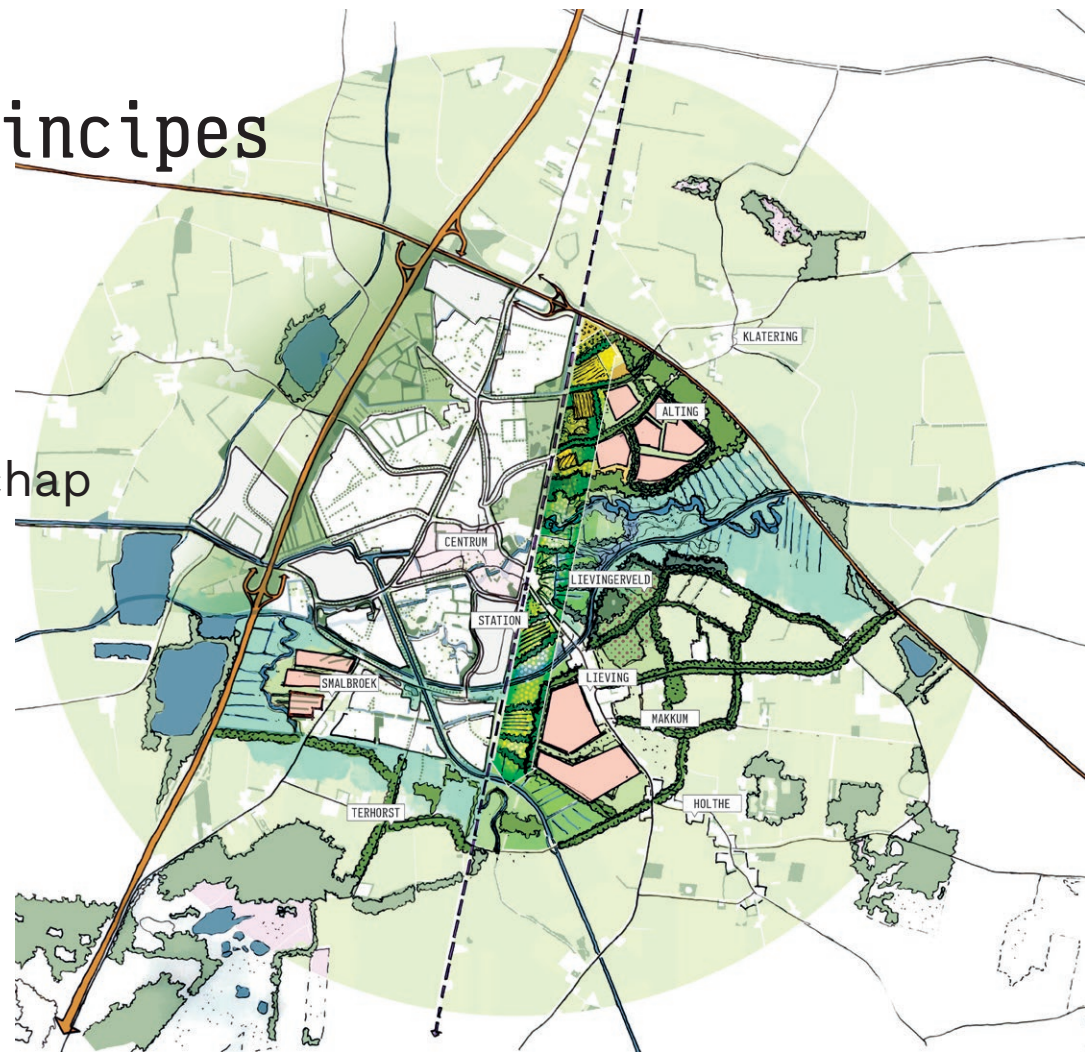 incipes
KLATERING
ALTING
hap
CENTRUM
LIEVINGERVELD
STATION
LIEVING
SMALBROEK
MAKKUM
HOLTHE
TERHORST